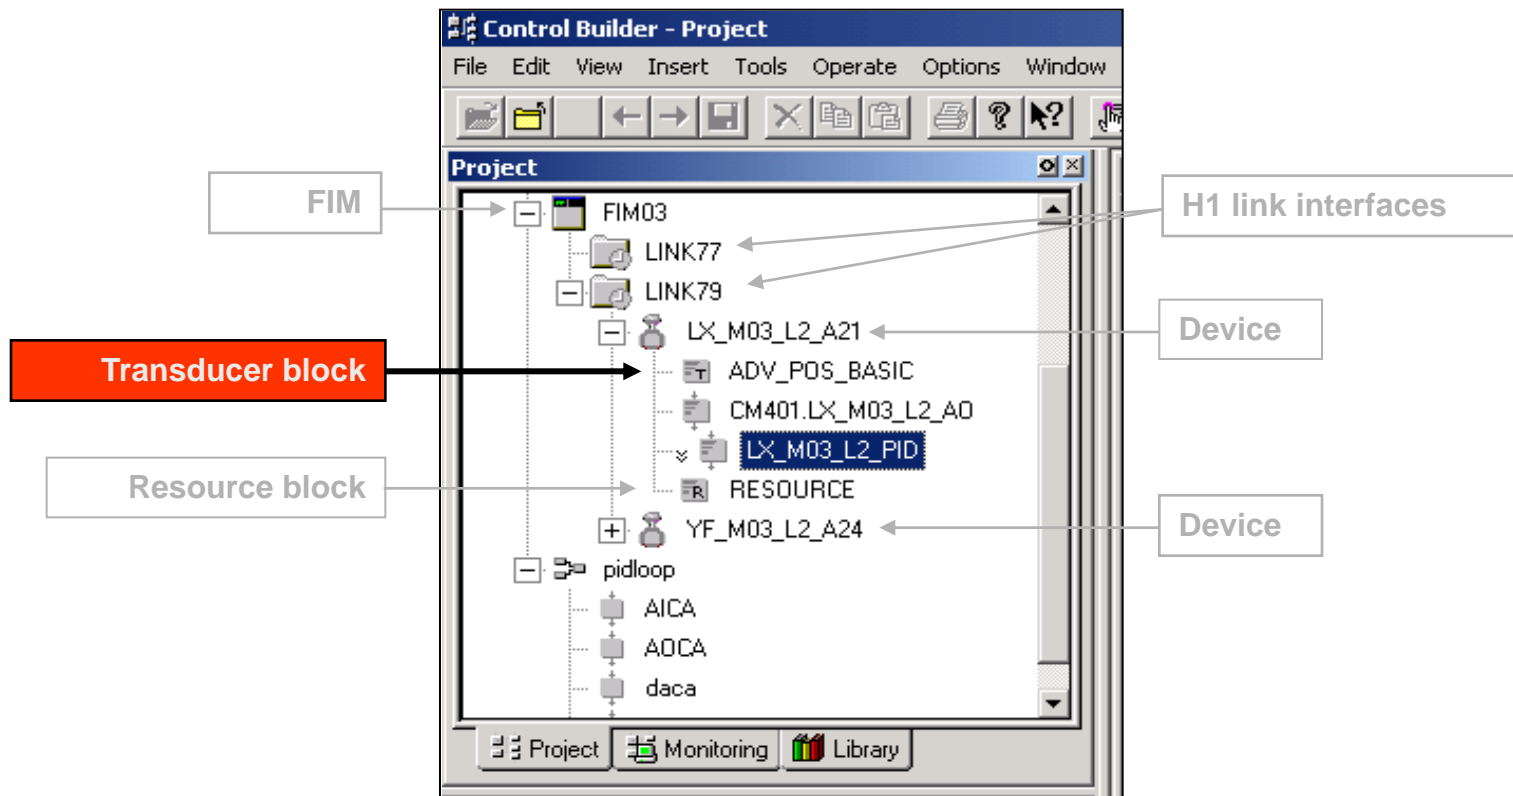 Control Builder - Project
File Edit View Insert Tools Operate Options Window
Project
FIM
FIM03
H1 link interfaces
LINK77
LINK79
LX_M03_L2_A21
Device
Transducer block
ADV_POS_BASIC
CM401.LX_M03_L2_AO
LX_M03_L2_PID
Resource block
RESOURCE
YF_M03_L2_A24
Device
pidloop
AICA
AOCA
daca
Project Monitoring Library